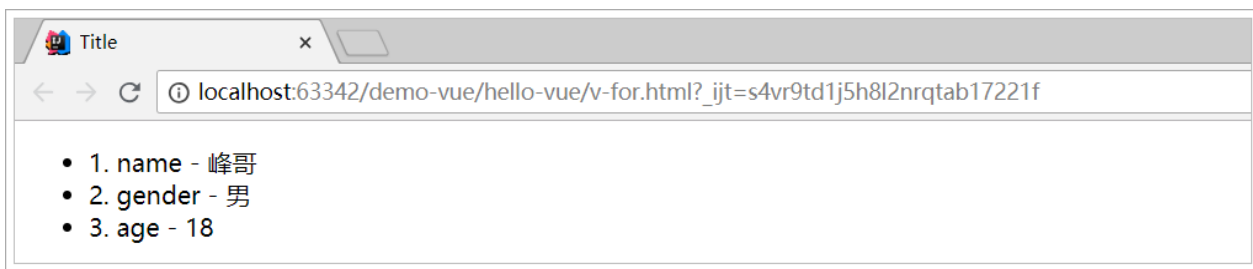 Title
localhost:63342/demo-vue/hello-vue/v-for.html?_ijt=s4vr9td1j5h8l2nrqtab17221f
1. name - 峰哥
2. gender - 男
3. age - 18